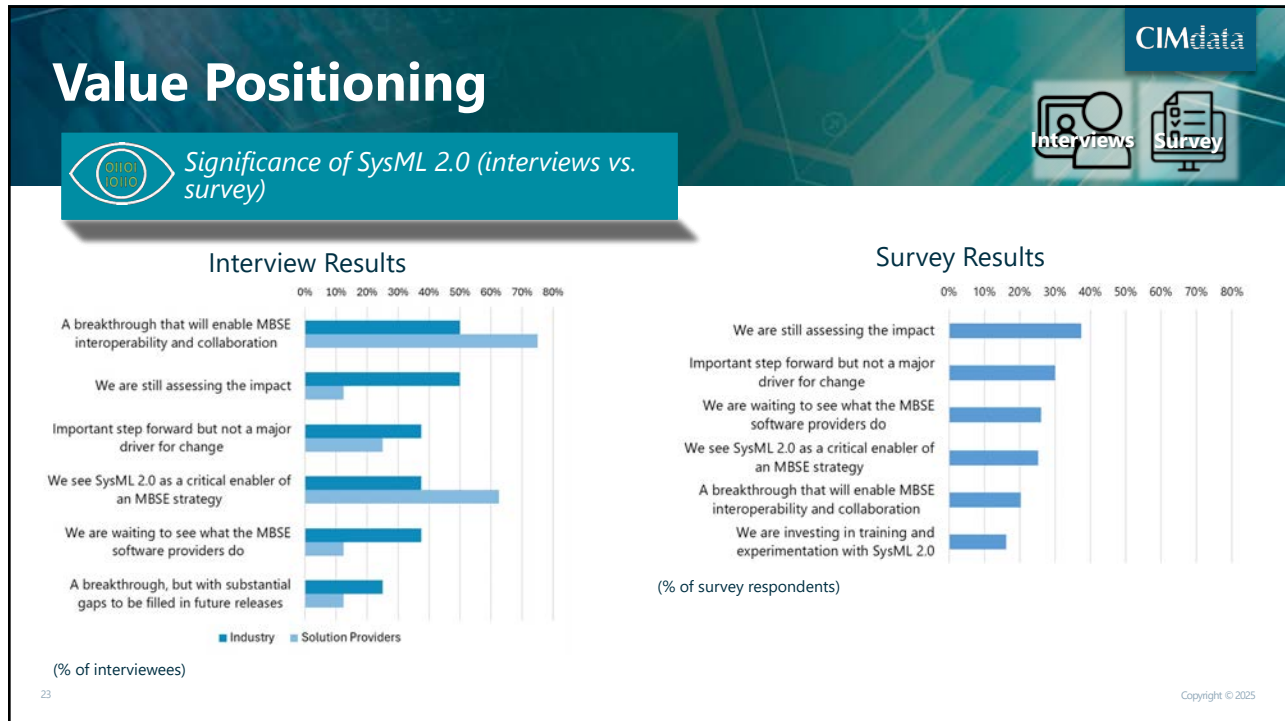 CIMdata
Value Positioning
Interviews
Survey
01101
10110
Significance of SysML 2.0 (interviews vs.
survey)
Interview Results
0% 10% 20% 30% 40% 50% 60% 70% 80%
A breakthrough that will enable MBSE
interoperability and collaboration
We are still assessing the impact
Important step forward but not a major
driver for change
We see SysML 2.0 as a critical enabler of
an MBSE strategy
We are waiting to see what the MBSE
software providers do
A breakthrough, but with substantial
gaps to be filled in future releases
Industry Solution Providers
(% of interviewees)
Survey Results
0% 10% 20% 30% 40% 50% 60% 70% 80%
We are still assessing the impact
Important step forward but not a major
driver for change
We are waiting to see what the MBSE
software providers do
We see SysML 2.0 as a critical enabler of
an MBSE strategy
A breakthrough that will enable MBSE
interoperability and collaboration
We are investing in training and
experimentation with SysML 2.0
(% of survey respondents)
23
Copyright © 2025